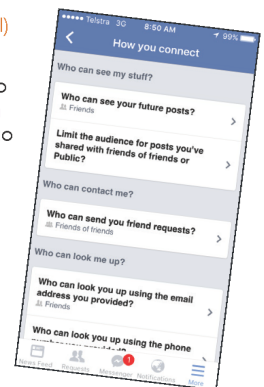 l)
o
o
Telstra 3G 8:50 AM 99%
How you connect
Who can see my stuff?
Who can see your future posts?
Friends
Limit the audience for posts you've
shared with friends of friends or
Public?
Who can contact me?
Who can send you friend requests?
Friends of friends
Who can look me up?
Who can look you up using the email
address you provided?
Friends
Who can look you up using the phone
number you provided?
1
News Feed Requests Messenger Notifications More